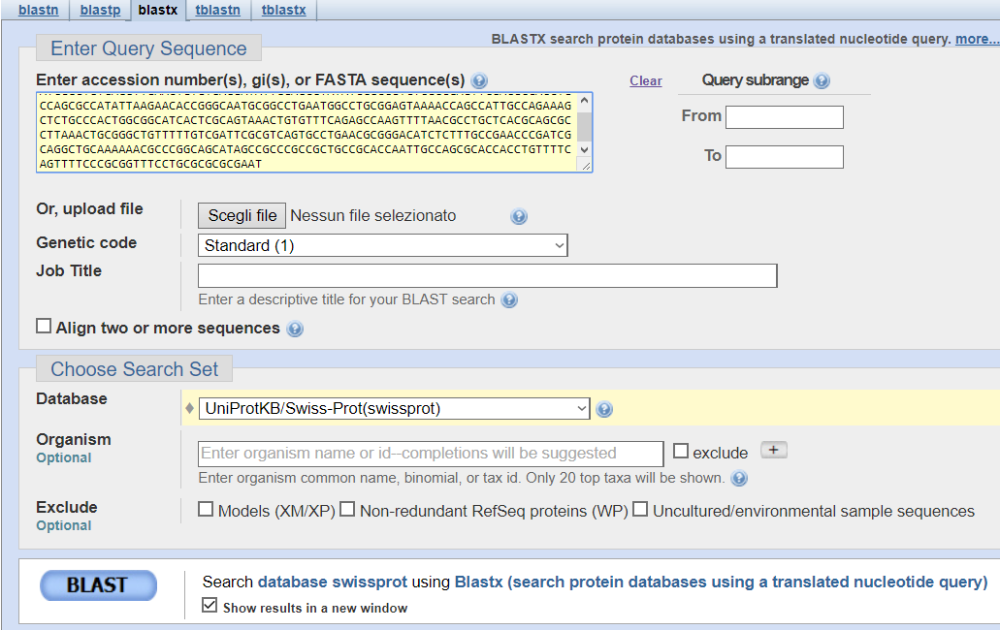 blastn blastp blastx tblastn tblastx
Enter Query Sequence
BLASTX search protein databases using a translated nucleotide query. more...
Enter accession number(s), gi(s), or FASTA sequence(s)
Clear
Query subrange
CCAGCGCCATATTAAGAACACCGGGCAATGCGGCCTGAATGGCCTGCGGAGTAAAACCAGCCATTGCCAGAAAG
CTCTGCCCACTGGCGGCATCACTCGCAGTAAACTGTGTTTCAGAGCCAAGTTTTAACGCCTGCTCACGCAGCGC
CTTAAACTGCGGGCTGTTTTTGTCGATTCGCGTCAGTGCCTGAACGCGGGACATCTCTTTGCCGAACCCGATCG
CAGGCTGCAAAAAACGCCCGGCAGCATAGCCGCCCGCCGCTGCCGCACCAATTGCCAGCGCACCACCTGTTTTC
AGTTTTCCCGCGGTTTCCTGCGCGCGCGAAT
From
To
Or, upload file
Scegli file Nessun file selezionato
Genetic code
Standard (1)
Job Title
Enter a descriptive title for your BLAST search
Align two or more sequences
Choose Search Set
Database
UniProtKB/Swiss-Prot(swissprot)
Organism
Optional
Enter organism name or id--completions will be suggested
exclude
+
Enter organism common name, binomial, or tax id. Only 20 top taxa will be shown.
Exclude
Optional
Models (XM/XP) Non-redundant RefSeq proteins (WP) Uncultured/environmental sample sequences
BLAST
Search database swissprot using Blastx (search protein databases using a translated nucleotide query)
Show results in a new window